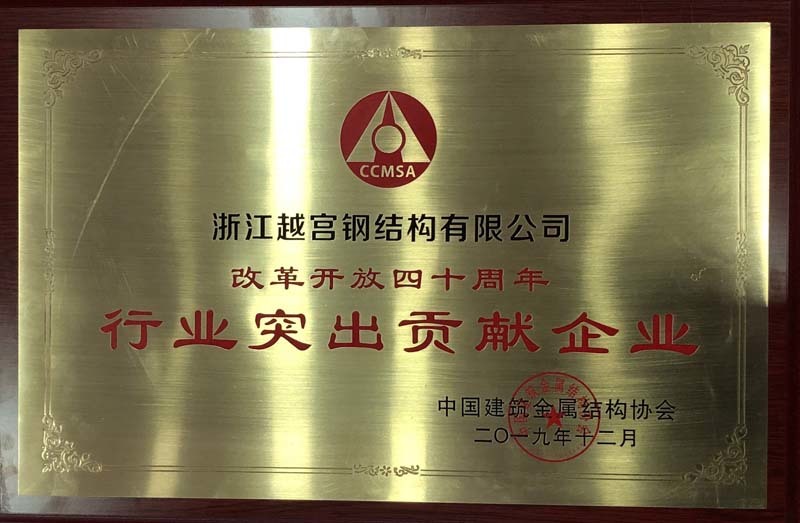 CCMSA
浙江越宫钢结构有限公司
改革开放四十周年
行业突出贡献企业
中国建筑金属结构协会
二〇一九年十二月